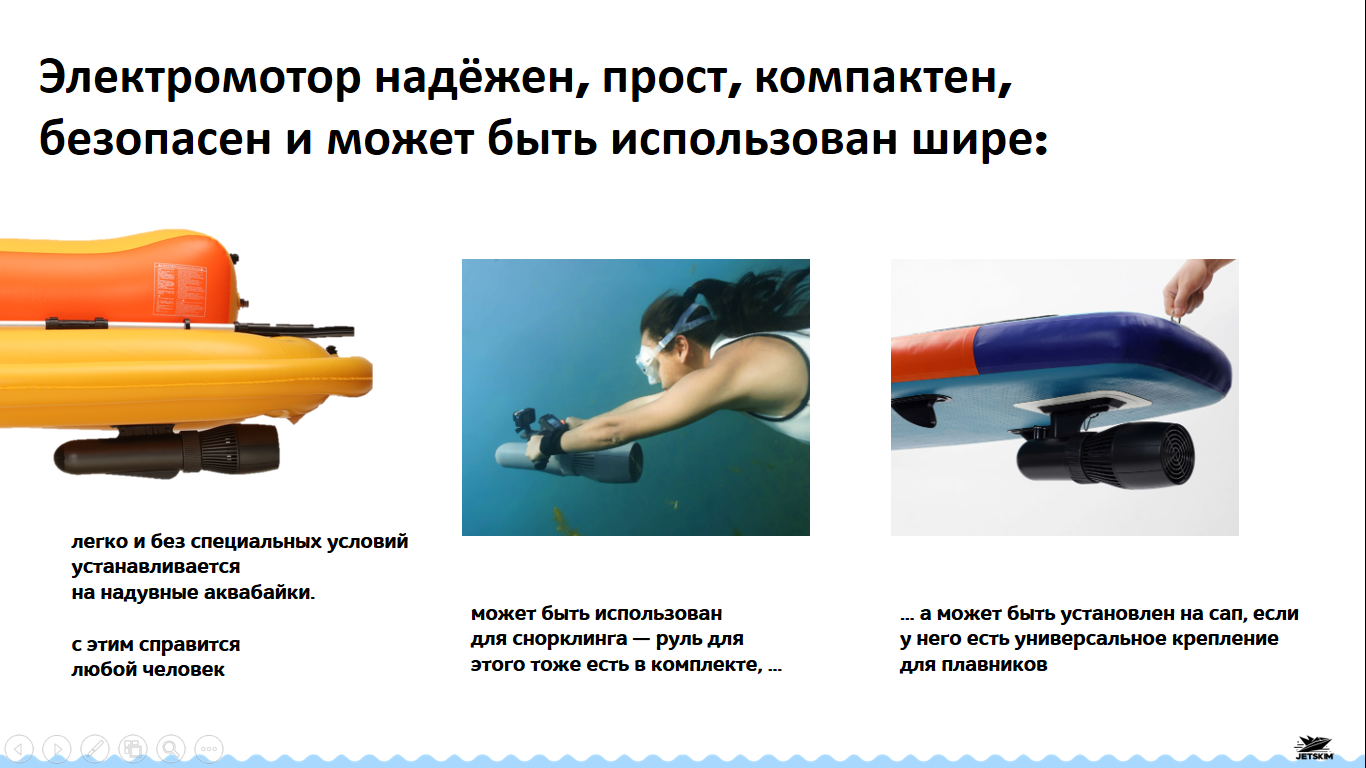 Электромотор надёжен, прост, компактен,
безопасен и может быть использован шире:
легко и без специальных условий
устанавливается
на надувные аквабайки.
с этим справится
любой человек
может быть использован
для снорклинга — руль для
этого тоже есть в комплекте, ...
... а может быть установлен на сап, если
у него есть универсальное крепление
для плавников
JETSKIM